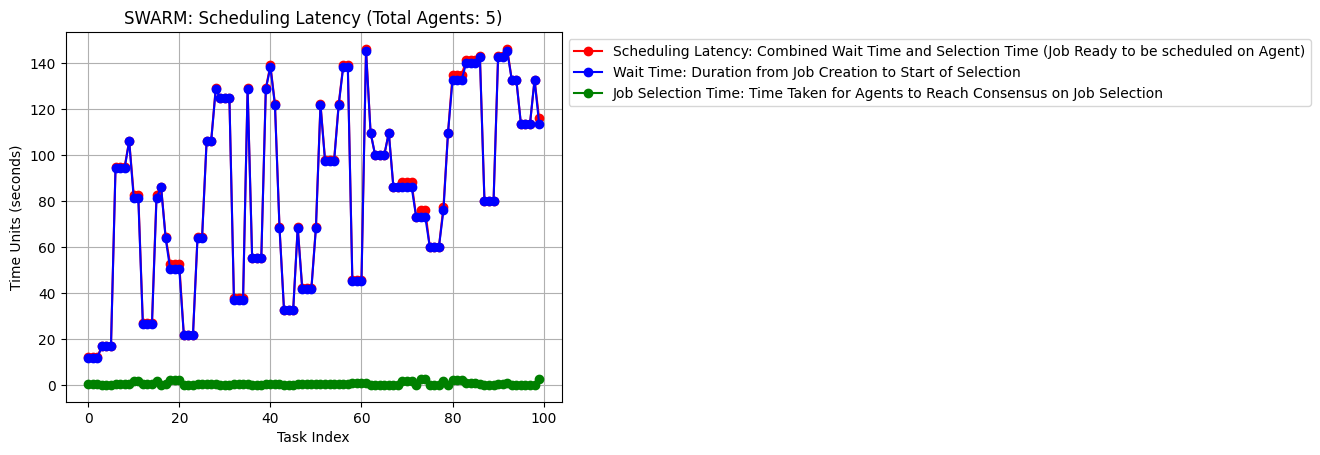 SWARM: Scheduling Latency (Total Agents: 5)
Scheduling Latency: Combined Wait Time and Selection Time (Job Ready to be scheduled on Agent)
Wait Time: Duration from Job Creation to Start of Selection
Job Selection Time: Time Taken for Agents to Reach Consensus on Job Selection
Time Units (seconds)
140
120
100
80
60
40
20
0
0 20 40 60 80 100
Task Index